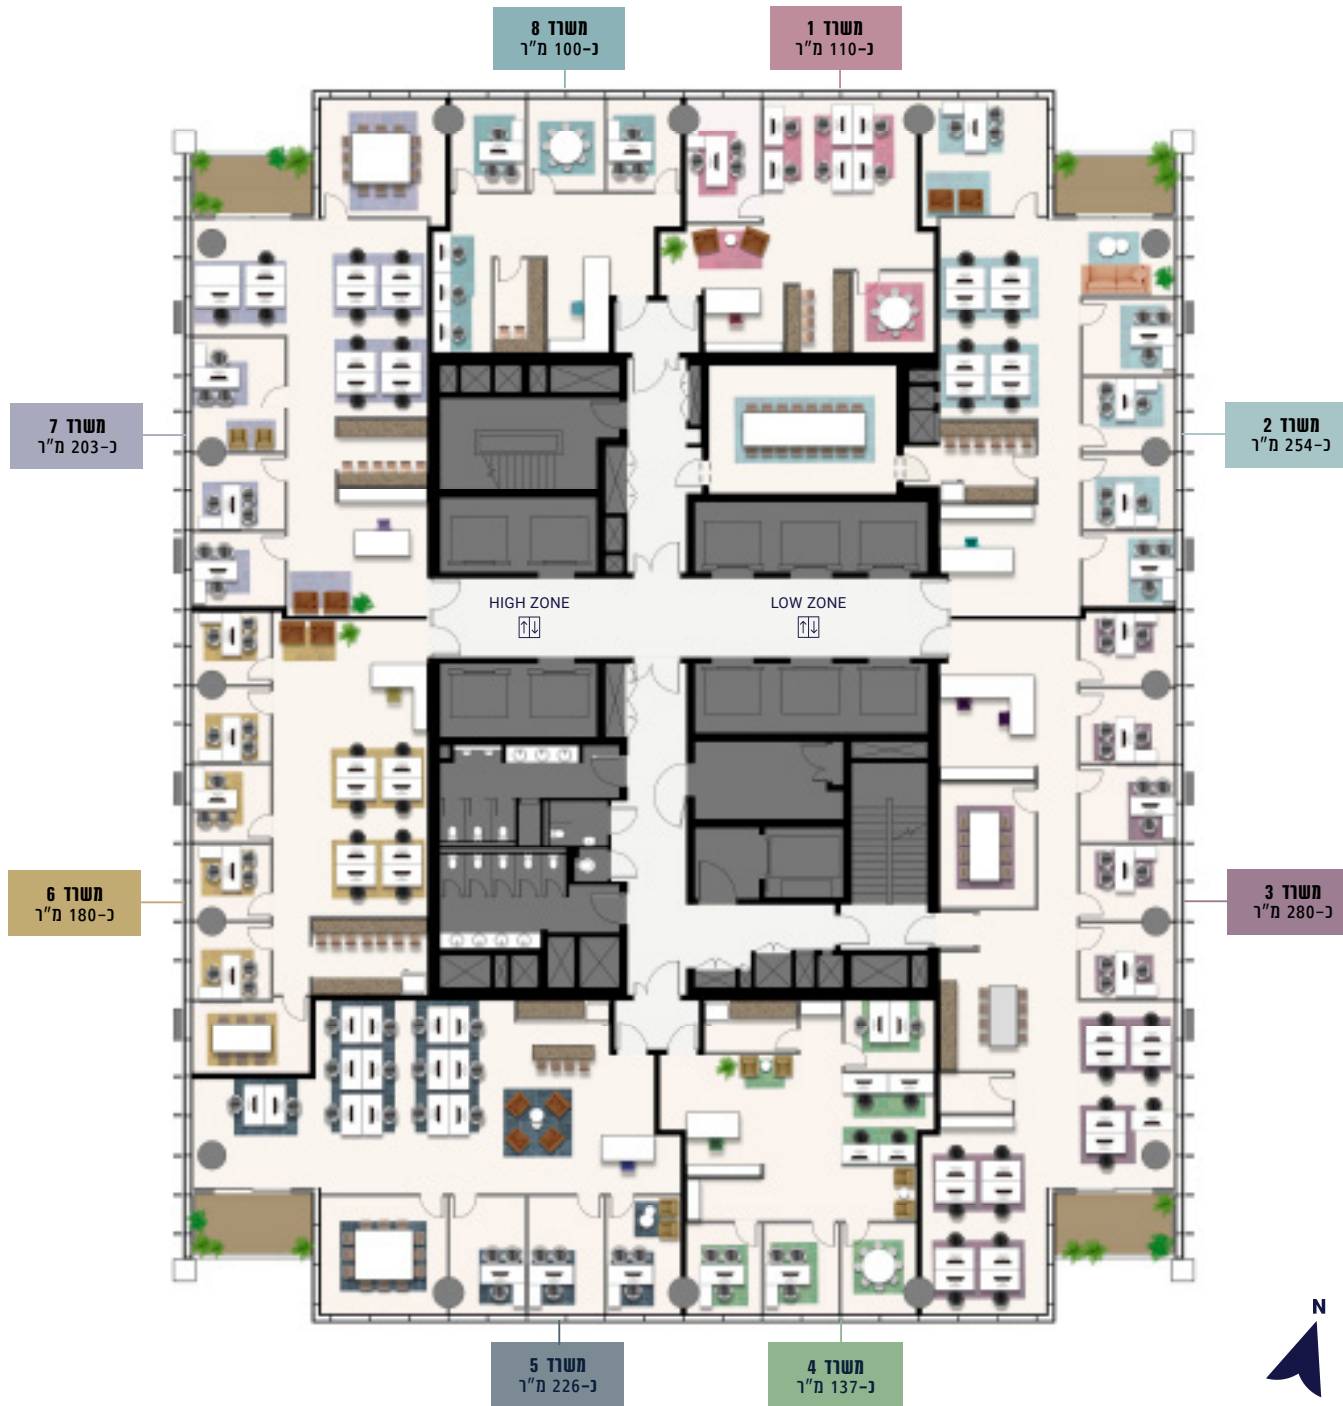 משרד 8
כ-100 מ"ר
משרד 1
כ-110 מ"ר
משרד 7
כ-203 מ"ר
משרד 2
כ-254 מ"ר
HIGH ZONE
LOW ZONE
משרד 6
כ-180 מ"ר
משרד 3
כ-280 מ"ר
משרד 5
כ-226 מ"ר
משרד 4
כ-137 מ"ר
N